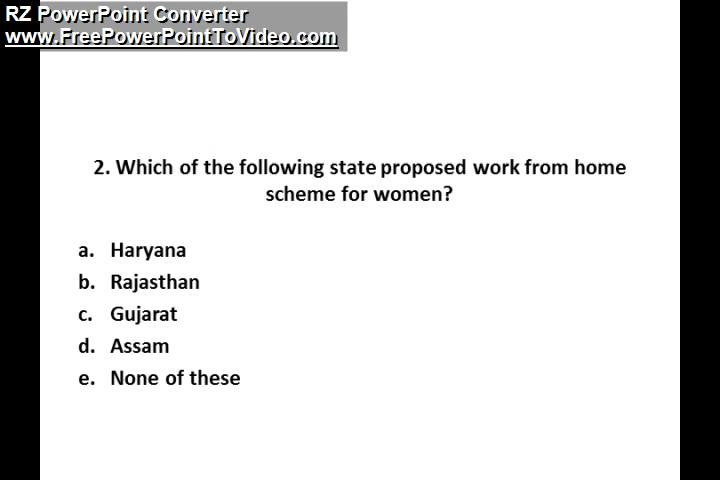 RZ PowerPoint Converter
www.FreePowerPointToVideo.com
2. Which of the following state proposed work from home
scheme for women?
a. Haryana
b. Rajasthan
c. Gujarat
d. Assam
e. None of these